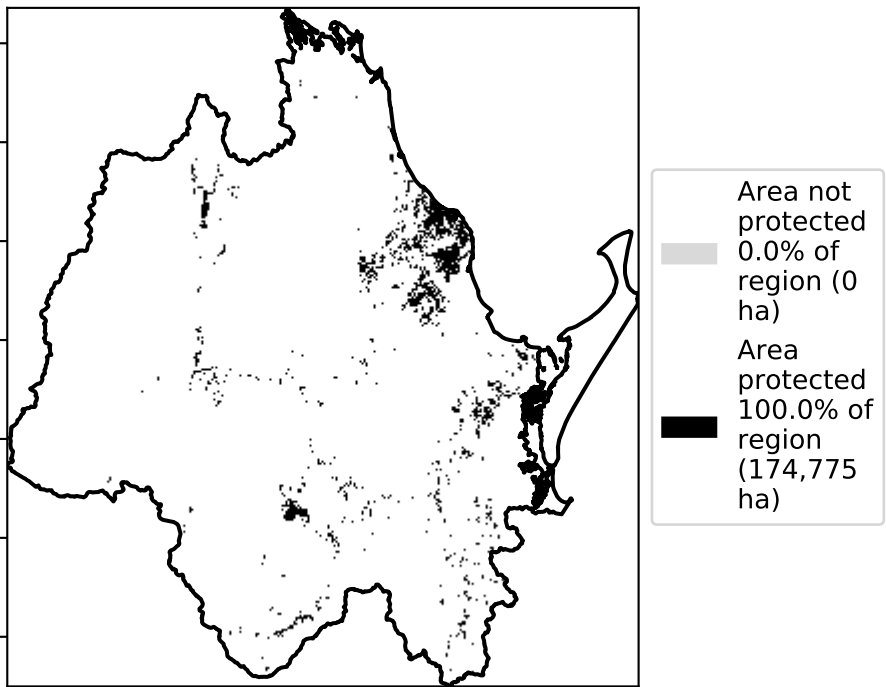 Area not
protected
0.0% of
region (0
ha)
Area
protected
100.0% of
region
(174,775
ha)